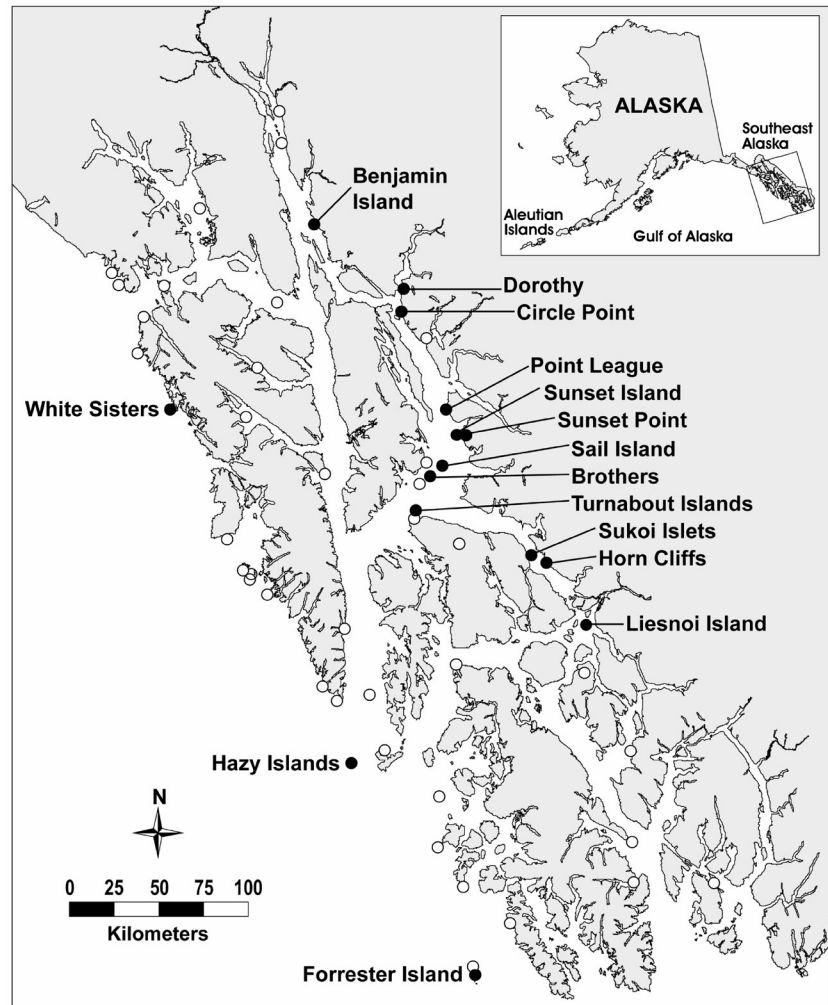 ALASKA
Southeast
Alaska
Aleutian
Islands
Gulf of Alaska
Benjamin
Island
Dorothy
Circle Point
Point League
Sunset Island
White Sisters
Sunset Point
Sail Island
Brothers
Turnabout Islands
Sukoi Islets
Horn Cliffs
Liesnoi Island
Hazy Islands
N
0 25 50 75 100
Kilometers
Forrester Island